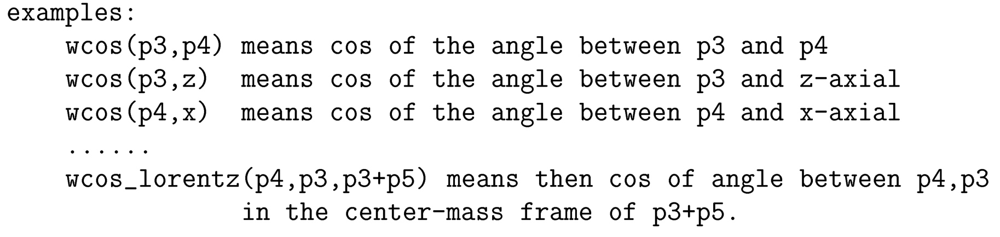 examples:
wcos(p3,p4) means cos of the angle between p3 and p4
wcos(p3,z) means cos of the angle between p3 and z-axial
wcos(p4,x) means cos of the angle between p4 and x-axial
......
wcos_lorentz(p4,p3,p3+p5) means then cos of angle between p4,p3
in the center-mass frame of p3+p5.